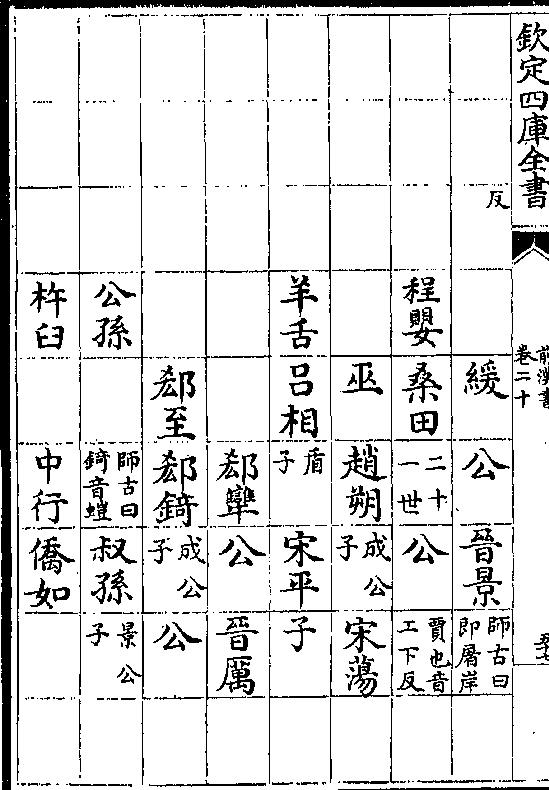 欽定四庫全書
前漢書
卷二十
反
緩
公
晉景
師古曰
即屠岸
程嬰
桑田
二十
一世
公
賈也音
工下反
巫
趙朔
成公
子
宋蕩
羊舌
吕相
盾
子
宋平
子
郤犨
公
晉厲
郤至
郤錡
成公
子
公
公孫
師古曰
錡音螘
叔孫
景公
子
杵臼
中行
僑如